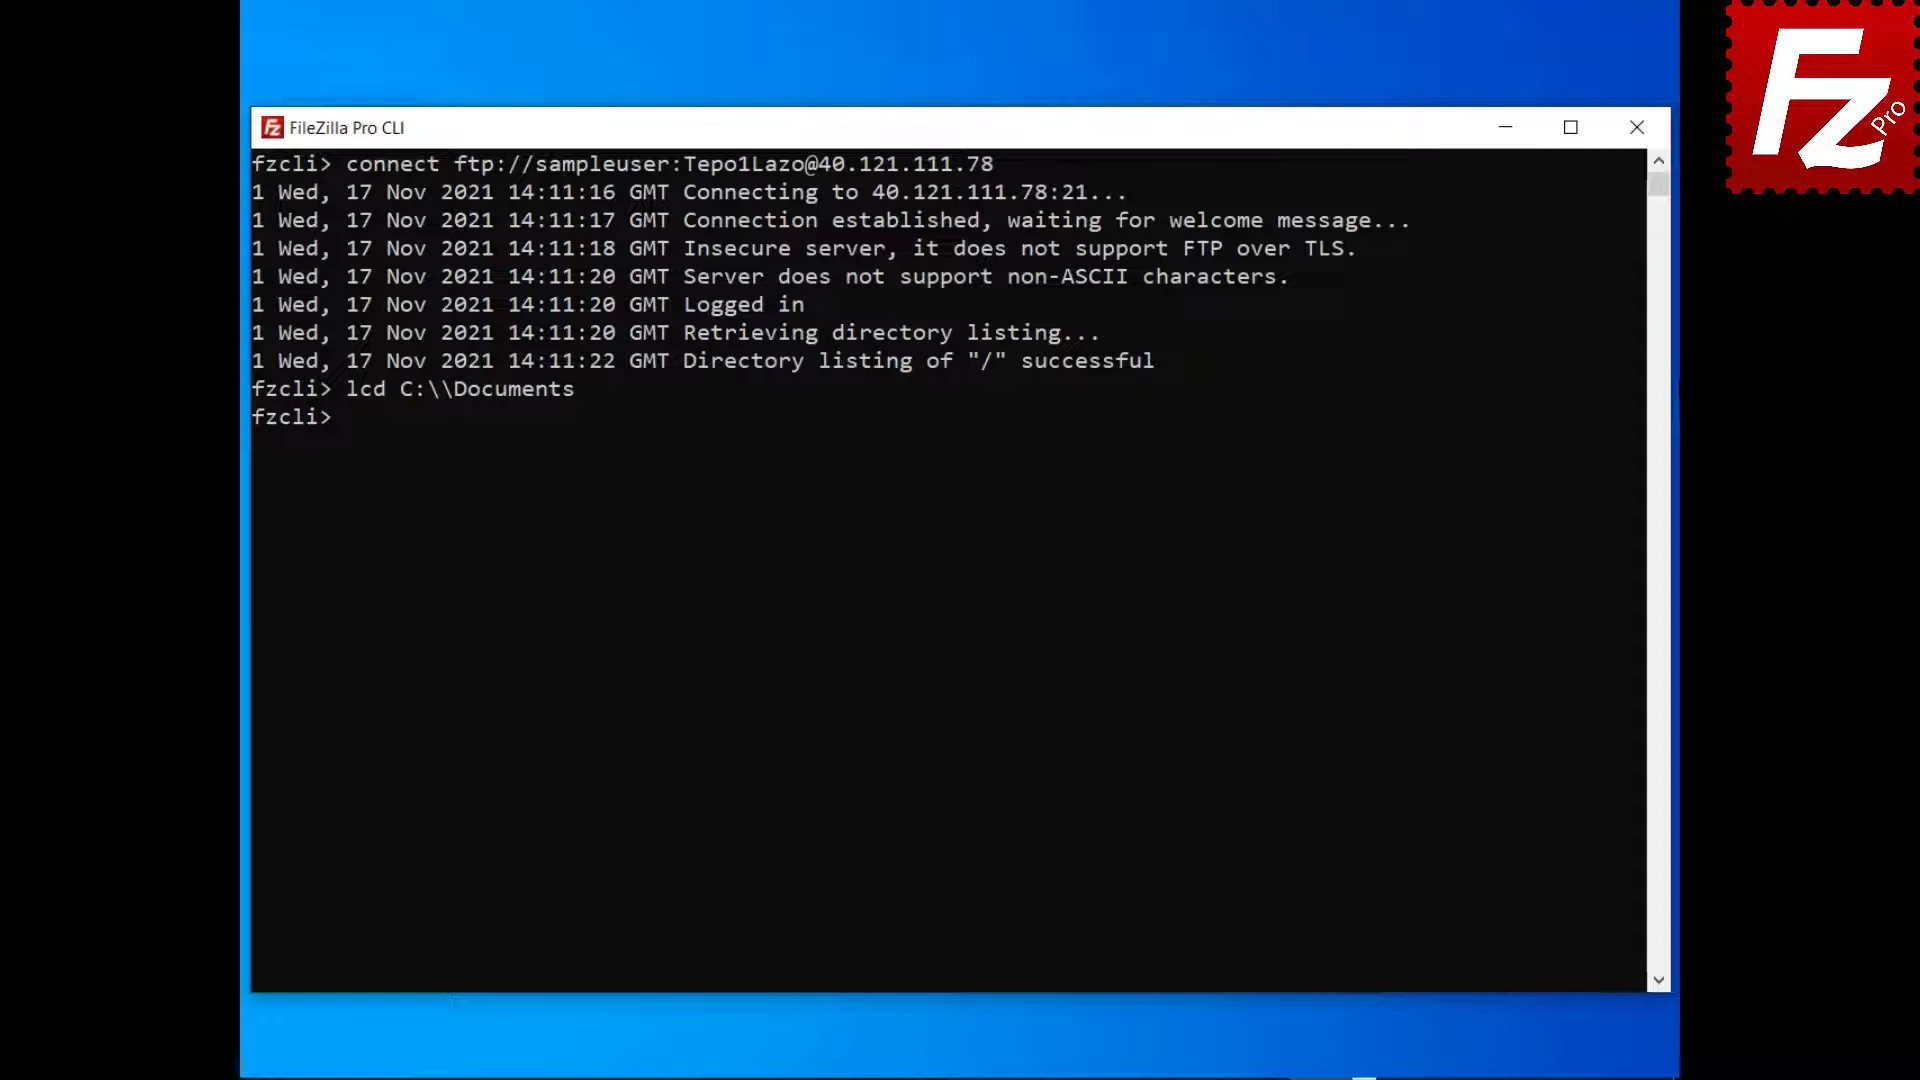 Fz Pro
Fz FileZilla Pro CLI
fzcli> connect ftp://sampleuser:Tepo1Lazo@40.121.111.78
1 Wed, 17 Nov 2021 14:11:16 GMT Connecting to 40.121.111.78:21...
1 Wed, 17 Nov 2021 14:11:17 GMT Connection established, waiting for welcome message...
1 Wed, 17 Nov 2021 14:11:18 GMT Insecure server, it does not support FTP over TLS.
1 Wed, 17 Nov 2021 14:11:20 GMT Server does not support non-ASCII characters.
1 Wed, 17 Nov 2021 14:11:20 GMT Logged in
1 Wed, 17 Nov 2021 14:11:20 GMT Retrieving directory listing...
1 Wed, 17 Nov 2021 14:11:22 GMT Directory listing of "/" successful
fzcli> lcd C:\\Documents
fzcli>